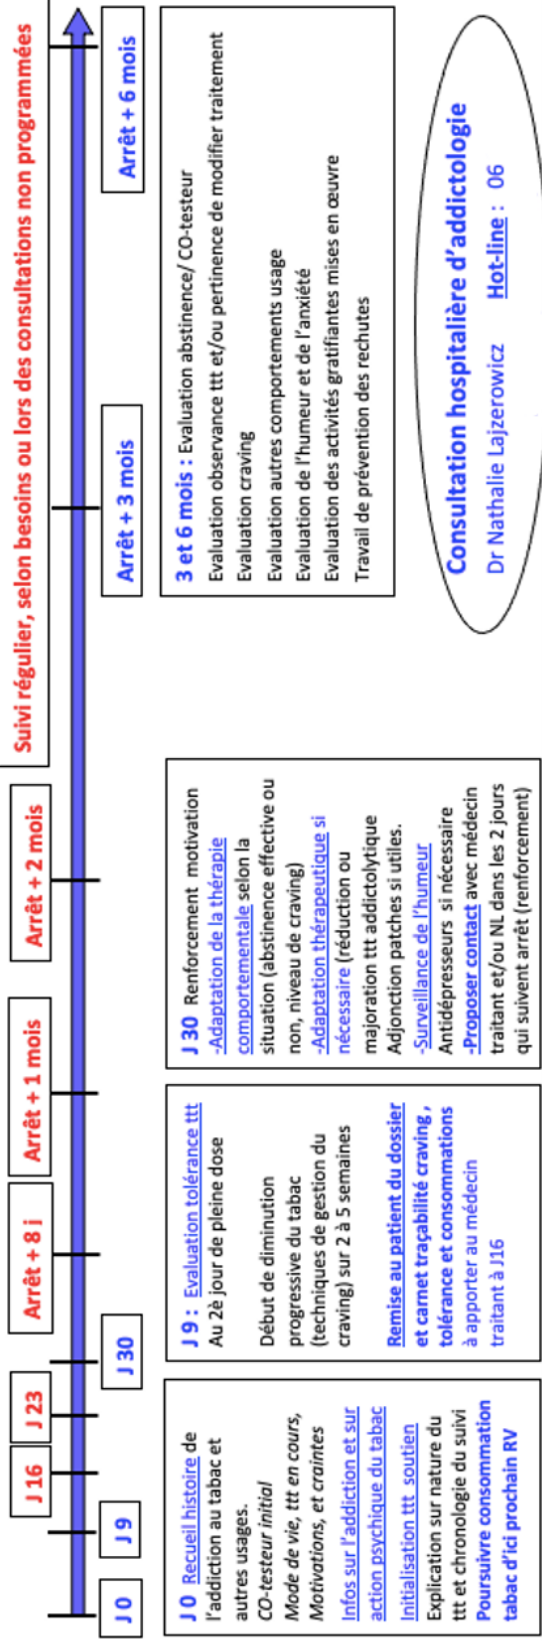 Suivi régulier, selon besoins ou lors des consultations non programmées
J 16
J 23
Arrêt + 8 j
Arrêt + 1 mois
Arrêt + 2 mois
J 0
J 9
J 30
Arrêt + 3 mois
Arrêt + 6 mois
J 0 Recueil histoire de
l'addiction au tabac et
autres usages.
CO-testeur initial
Mode de vie, ttt en cours,
Motivations, et craintes
Infos sur l'addiction et sur
action psychique du tabac
Initialisation ttt soutien
Explication sur nature du
ttt et chronologie du suivi
Poursuivre consommation
tabac d'ici prochain RV
J 9 : Evaluation tolérance ttt
Au 2è jour de pleine dose
Début de diminution
progressive du tabac
(techniques de gestion du
craving) sur 2 à 5 semaines
Remise au patient du dossier
et carnet traçabilité craving,
tolérance et consommations
à apporter au médecin
traitant à J16
J 30 Renforcement motivation
-Adaptation de la thérapie
comportementale selon la
situation (abstinence effective ou
non, niveau de craving)
-Adaptation thérapeutique si
nécessaire (réduction ou
majoration ttt addictolytique
Adjonction patches si utiles.
-Surveillance de l'humeur
Antidépresseurs si nécessaire
-Proposer contact avec médecin
traitant et/ou NL dans les 2 jours
qui suivent arrêt (renforcement)
3 et 6 mois : Evaluation abstinence/ CO-testeur
Evaluation observance ttt et/ou pertinence de modifier traitement
Evaluation craving
Evaluation autres comportements usage
Evaluation de l'humeur et de l'anxiété
Evaluation des activités gratifiantes mises en œuvre
Travail de prévention des rechutes
Consultation hospitalière d'addictologie
Dr Nathalie Lajzerowicz Hot-line : 06